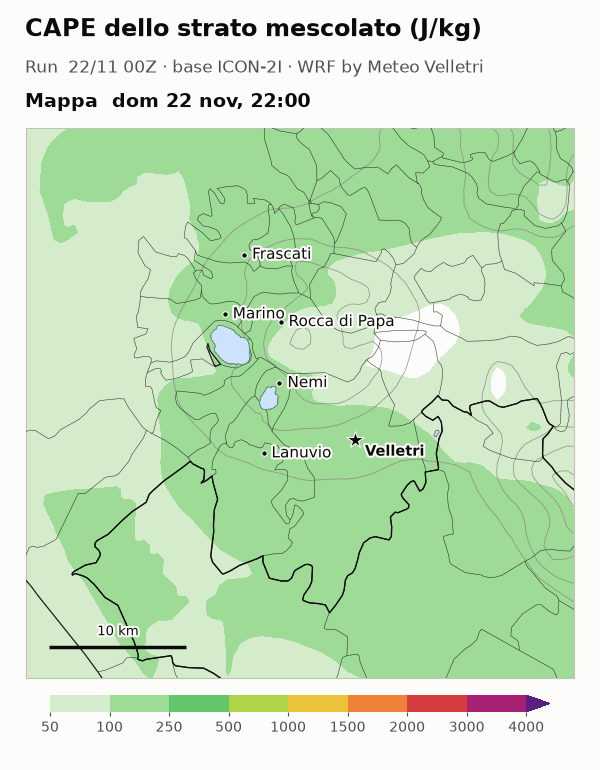 CAPE dello strato mescolato (J/kg)
Run  22/11 00Z · base ICON-2I · WRF by Meteo Velletri
Mappa  dom 22 nov, 22:00
Frascati
Marino
Rocca di Papa
Nemi
Velletri
Lanuvio
10 km
50 100 250 500 1000 1500 2000 3000 4000